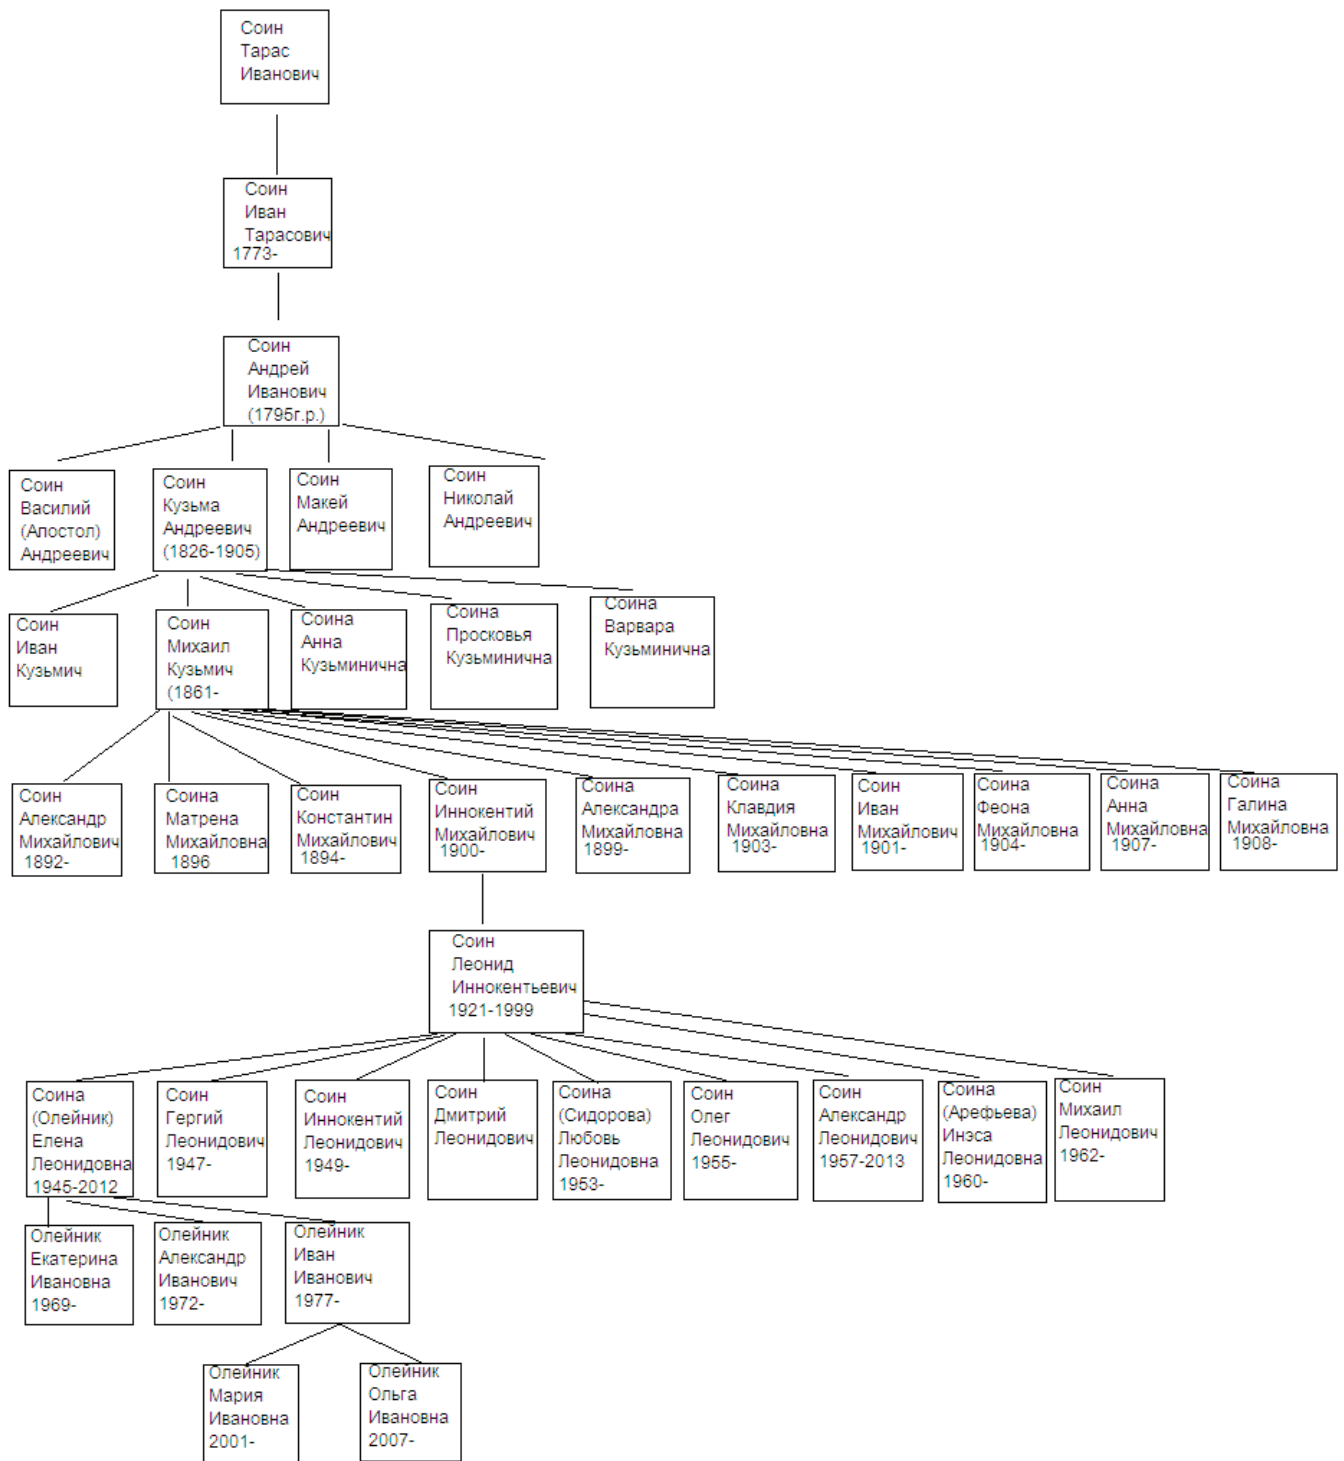 Соин
Тарас
Иванович
Соин
Иван
Тарасович
1773-
Соин
Андрей
Иванович
(1795г.р.)
Соин
Василий
(Апостол)
Андреевич
Соин
Кузьма
Андреевич
(1826-1905)
Соин
Макей
Андреевич
Соин
Николай
Андреевич
Соин
Иван
Кузьмич
Соин
Михаил
Кузьмич
(1861-
Соина
Анна
Кузьминична
Соина
Просковья
Кузьминична
Соина
Варвара
Кузьминична
Соин
Александр
Михайлович
1892-
Соина
Матрена
Михайловна
1896
Соин
Константин
Михайлович
1894-
Соин
Иннокентий
Михайлович
1900-
Соина
Александра
Михайловна
1899-
Соина
Клавдия
Михайловна
1903-
Соин
Иван
Михайлович
1901-
Соина
Феона
Михайловна
1904-
Соина
Анна
Михайловна
1907-
Соина
Галина
Михайловна
1908-
Соин
Леонид
Иннокентьевич
1921-1999
Соина
(Олейник)
Елена
Леонидовна
1945-2012
Соин
Гергий
Леонидович
1947-
Соин
Иннокентий
Леонидович
1949-
Соин
Дмитрий
Леонидович
Соина
(Сидорова)
Любовь
Леонидовна
1953-
Соин
Олег
Леонидович
1955-
Соин
Александр
Леонидович
1957-2013
Соина
(Арефьева)
Инэса
Леонидовна
1960-
Соин
Михаил
Леонидович
1962-
Олейник
Екатерина
Ивановна
1969-
Олейник
Александр
Иванович
1972-
Олейник
Иван
Иванович
1977-
Олейник
Мария
Ивановна
2001-
Олейник
Ольга
Ивановна
2007-